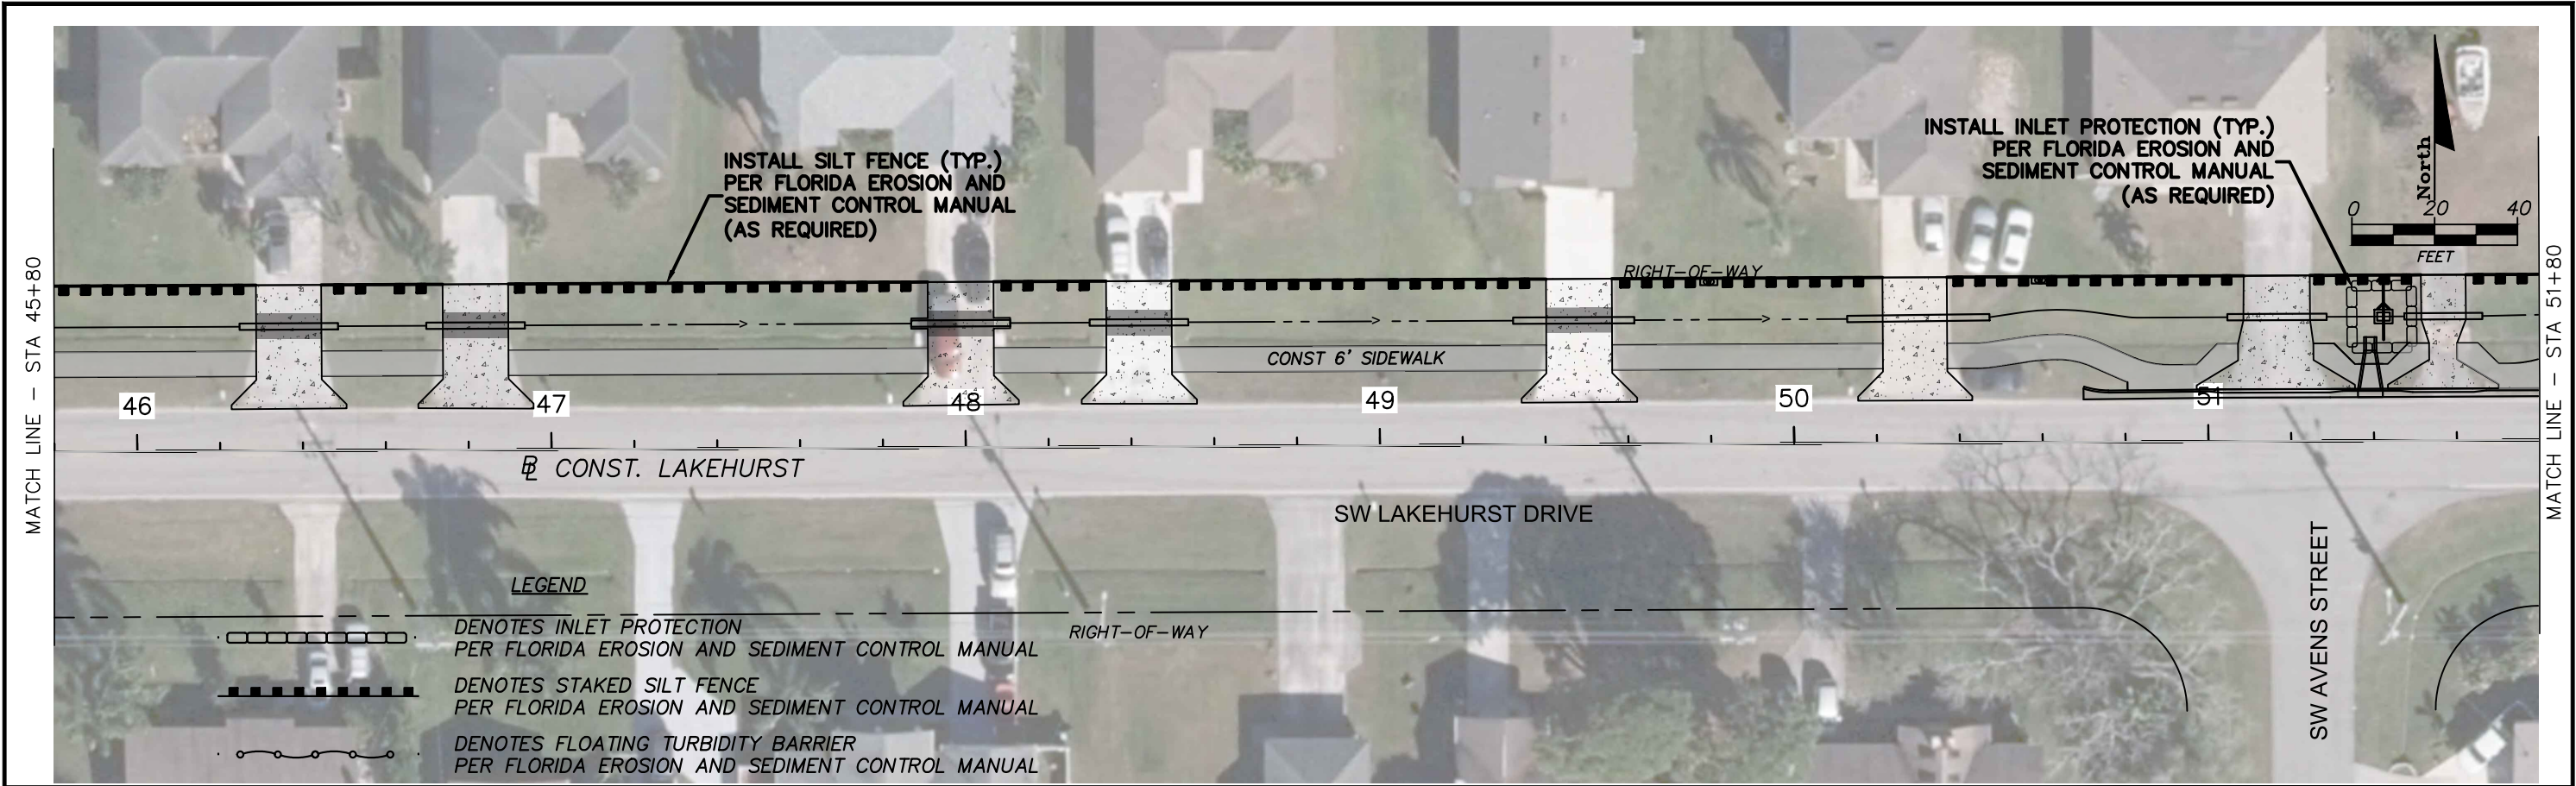 INSTALL INLET PROTECTION (TYP.)
PER FLORIDA EROSION AND
SEDIMENT CONTROL MANUAL
(AS REQUIRED)
North
0 20 40
FEET
INSTALL SILT FENCE (TYP.)
PER FLORIDA EROSION AND
SEDIMENT CONTROL MANUAL
(AS REQUIRED)
MATCH LINE – STA 45+80
MATCH LINE – STA 51+80
RIGHT–OF–WAY
CONST 6' SIDEWALK
46 47 48 49 50 51
BL CONST. LAKEHURST
SW LAKEHURST DRIVE
SW AVENS STREET
RIGHT–OF–WAY
LEGEND
DENOTES INLET PROTECTION
PER FLORIDA EROSION AND SEDIMENT CONTROL MANUAL
DENOTES STAKED SILT FENCE
PER FLORIDA EROSION AND SEDIMENT CONTROL MANUAL
DENOTES FLOATING TURBIDITY BARRIER
PER FLORIDA EROSION AND SEDIMENT CONTROL MANUAL